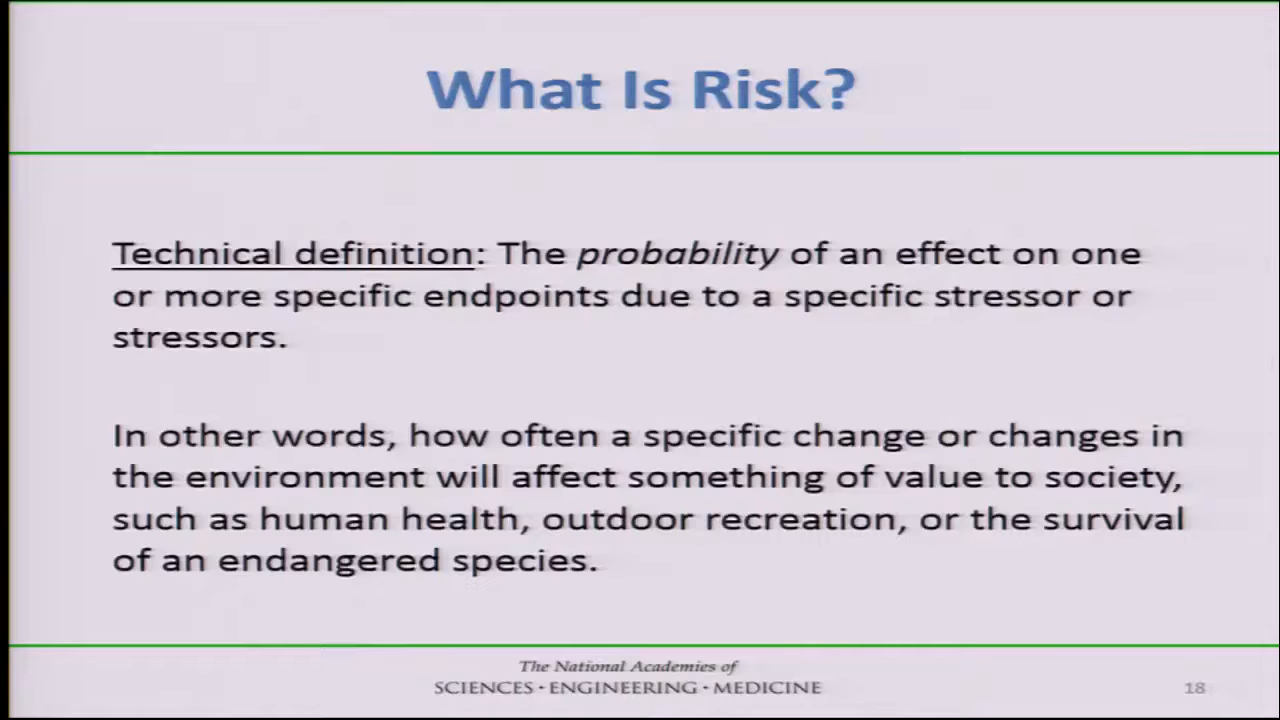 What Is Risk?
Technical definition: The probability of an effect on one
or more specific endpoints due to a specific stressor or
stressors.
In other words, how often a specific change or changes in
the environment will affect something of value to society,
such as human health, outdoor recreation, or the survival
of an endangered species.
The National Academies of
SCIENCES • ENGINEERING • MEDICINE
18